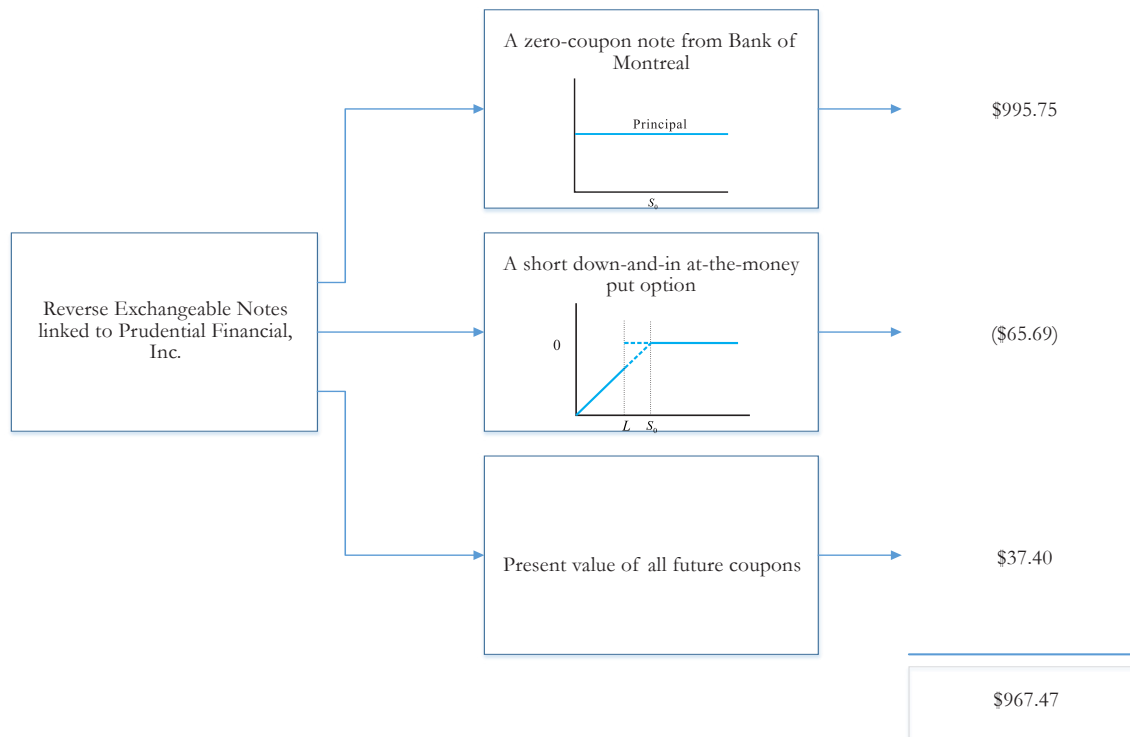 Reverse Exchangeable Notes
linked to Prudential Financial,
Inc.
A zero-coupon note from Bank of
Montreal
Principal
S₀
$995.75
A short down-and-in at-the-money
put option
0
L S₀
($65.69)
Present value of all future coupons
$37.40
$967.47